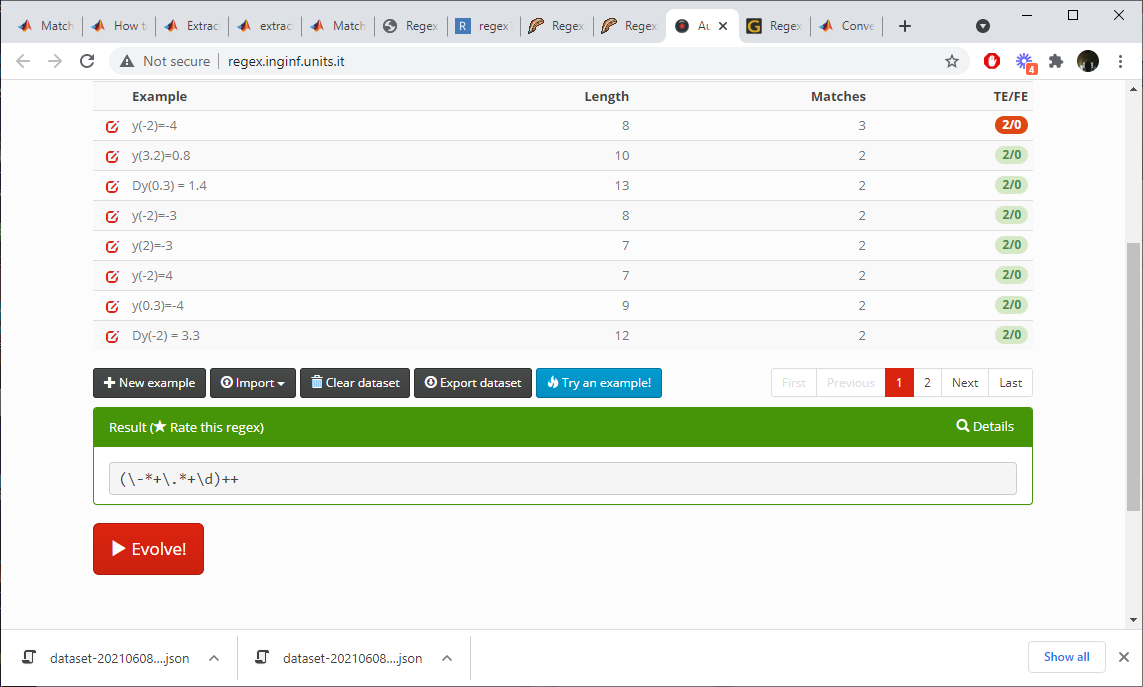 Match How t Extrac extrac Match Regex regex Regex Regex Au Regex Conve
Not secure regex.inginf.units.it 4
Example Length Matches TE/FE
y(-2)=-4 8 3 2/0
y(3.2)=0.8 10 2 2/0
Dy(0.3) = 1.4 13 2 2/0
y(-2)=-3 8 2 2/0
y(2)=-3 7 2 2/0
y(-2)=4 7 2 2/0
y(0.3)=-4 9 2 2/0
Dy(-2) = 3.3 12 2 2/0
New example Import Clear dataset Export dataset Try an example! First Previous 1 2 Next Last
Result (★ Rate this regex) Details
(\-*+\.*+\d)++
Evolve!
dataset-20210608....json dataset-20210608....json Show all